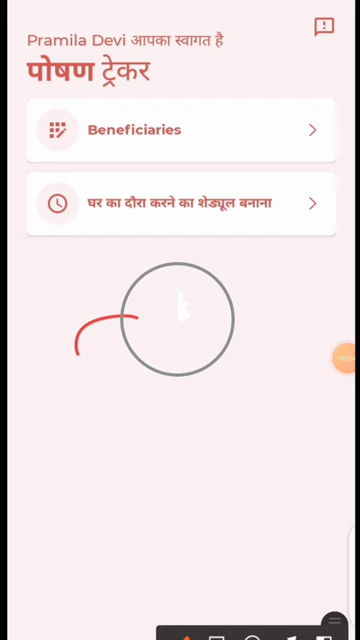 Pramila Devi आपका स्वागत है
पोषण ट्रेकर
Beneficiaries
घर का दौरा करने का शेड्यूल बनाना